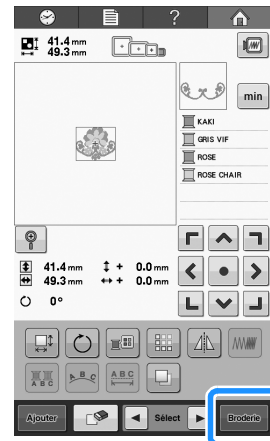 ?
41.4 mm
49.3 mm
min
KAKI
GRIS VIF
ROSE
ROSE CHAIR
41.4 mm + 0.0 mm
49.3 mm + 0.0 mm
0°
A B C A B C A B C
Ajouter Sélect Broderie